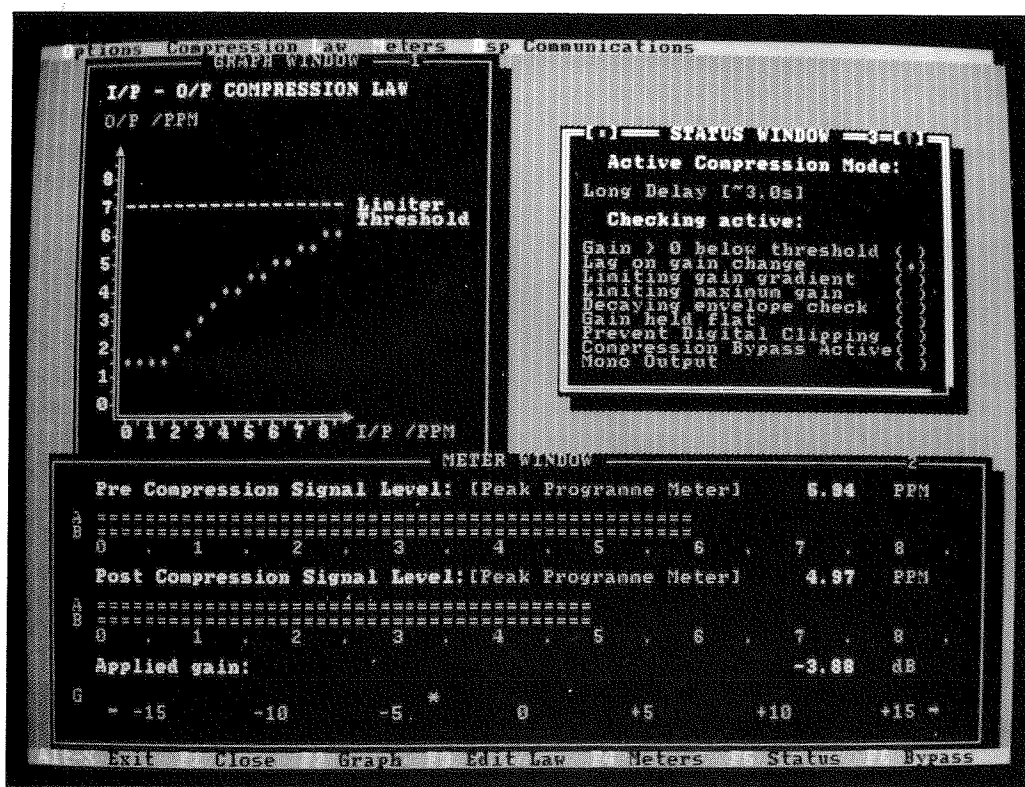 ptions Compression aw eters sp Communications
GRAPH WINDOW 1
I/P - O/P COMPRESSION LAW
O/P /PPM
8
7
6
5
4
3
2
1
0
Limiter
Threshold
0 1 2 3 4 5 6 7 8
I/P /PPM
STATUS WINDOW 3
Active Compression Mode:
Long Delay [~3.0s]
Checking active:
Gain > 0 below threshold ( )
Lag on gain change (.)
Limiting gain gradient ( )
Limiting maximum gain ( )
Decaying envelope check ( )
Gain held flat ( )
Prevent Digital Clipping ( )
Compression Bypass Active( )
Mono Output ( )
METER WINDOW 2
Pre Compression Signal Level: [Peak Programme Meter] 5.94 PPM
A
B
0 . 1 . 2 . 3 . 4 . 5 . 6 . 7 . 8 .
Post Compression Signal Level: [Peak Programme Meter] 4.97 PPM
A
B
0 . 1 . 2 . 3 . 4 . 5 . 6 . 7 . 8 .
Applied gain: -3.88 dB
G *
-15 -10 -5 0 +5 +10 +15
Exit Close Graph Edit Law Meters Status Bypass